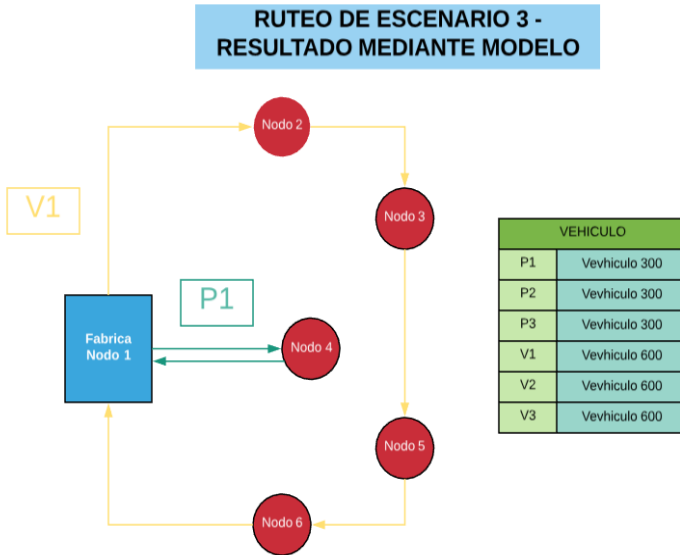 RUTEO DE ESCENARIO 3 -
RESULTADO MEDIANTE MODELO
Nodo 2
V1
Nodo 3
P1
Fabrica
Nodo 1
Nodo 4
Nodo 5
Nodo 6
VEHICULO
P1 Vevhiculo 300
P2 Vevhiculo 300
P3 Vevhiculo 300
V1 Vevhiculo 600
V2 Vevhiculo 600
V3 Vevhiculo 600